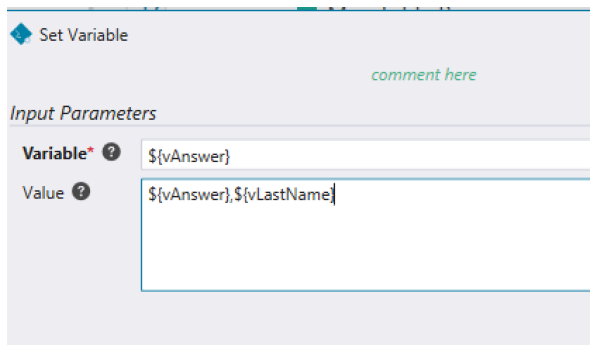 Set Variable
comment here
Input Parameters
Variable* ?
${vAnswer}
Value ?
${vAnswer},${vLastName}